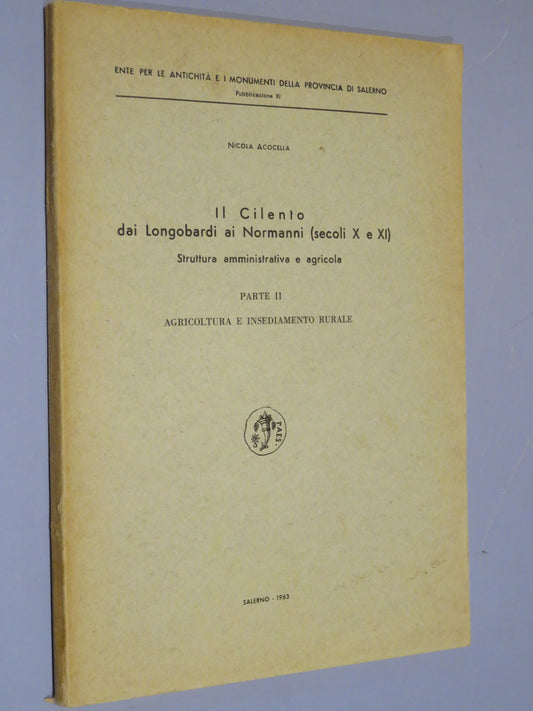 ENTE PER LE ANTICHITÀ E I MONUMENTI DELLA PROVINCIA DI SALERNO
Pubblicazione XI
NICOLA ACOCELLA
Il Cilento
dai Longobardi ai Normanni (secoli X e XI)
Struttura amministrativa e agricola
PARTE II
AGRICOLTURA E INSEDIAMENTO RURALE
PAES.
SALERNO - 1963